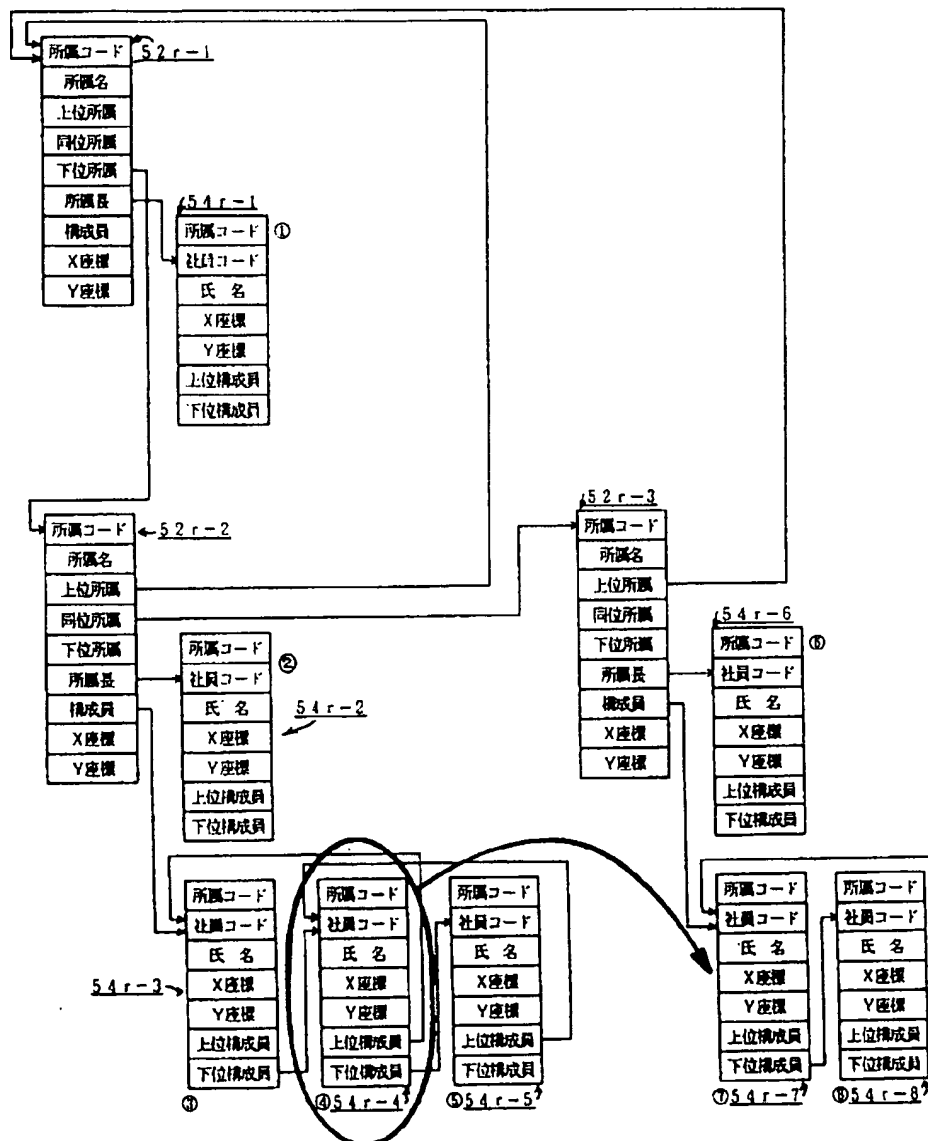 所属コード
52r-1
所属名
上位所属
同位所属
下位所属
所属長
構成員
X座標
Y座標
54r-1
所属コード ①
社員コード
氏 名
X座標
Y座標
上位構成員
下位構成員
所属コード
52r-2
所属名
上位所属
同位所属
下位所属
所属長
構成員
X座標
Y座標
所属コード
②
社員コード
氏 名
54r-2
X座標
Y座標
上位構成員
下位構成員
52r-3
所属コード
所属名
上位所属
同位所属
下位所属
所属長
構成員
X座標
Y座標
54r-6
所属コード ⑥
社員コード
氏 名
X座標
Y座標
上位構成員
下位構成員
所属コード
社員コード
氏 名
54r-3
X座標
Y座標
上位構成員
下位構成員
③
所属コード
社員コード
氏 名
X座標
Y座標
上位構成員
下位構成員
④54r-4
所属コード
社員コード
氏 名
X座標
Y座標
上位構成員
下位構成員
⑤54r-5
所属コード
社員コード
氏 名
X座標
Y座標
上位構成員
下位構成員
⑦54r-7
所属コード
社員コード
氏 名
X座標
Y座標
上位構成員
下位構成員
⑧54r-8